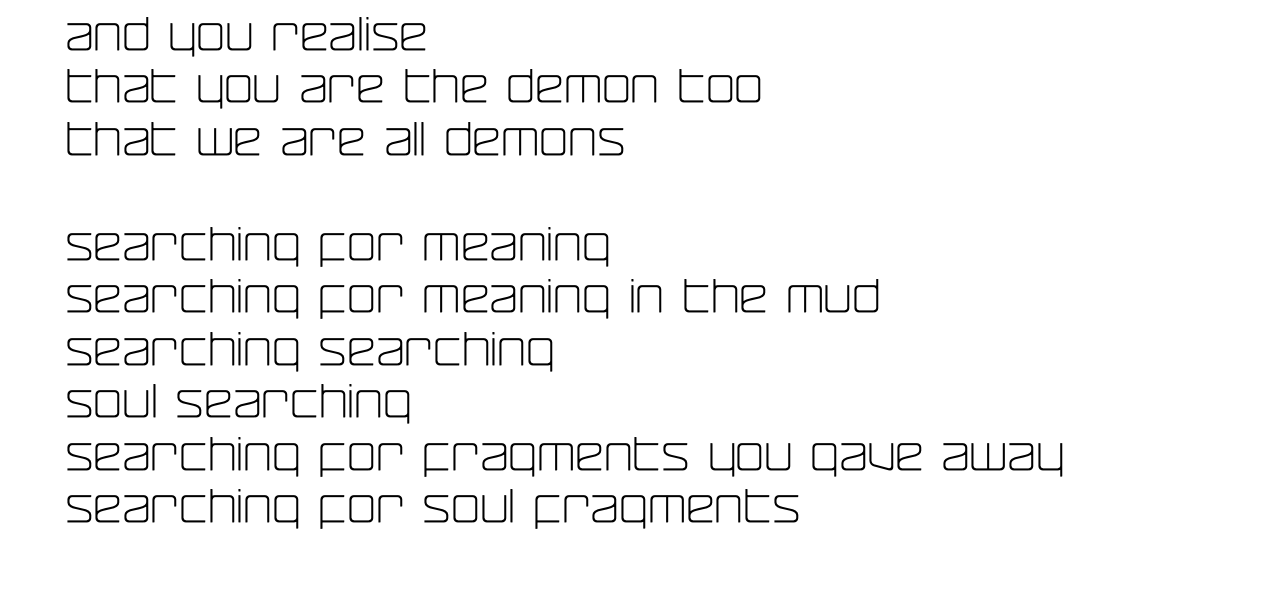 and you realise
that you are the demon too
that we are all demons
searching for meaning
searching for meaning in the mud
searching searching
soul searching
searching for fragments you gave away
searching for soul fragments